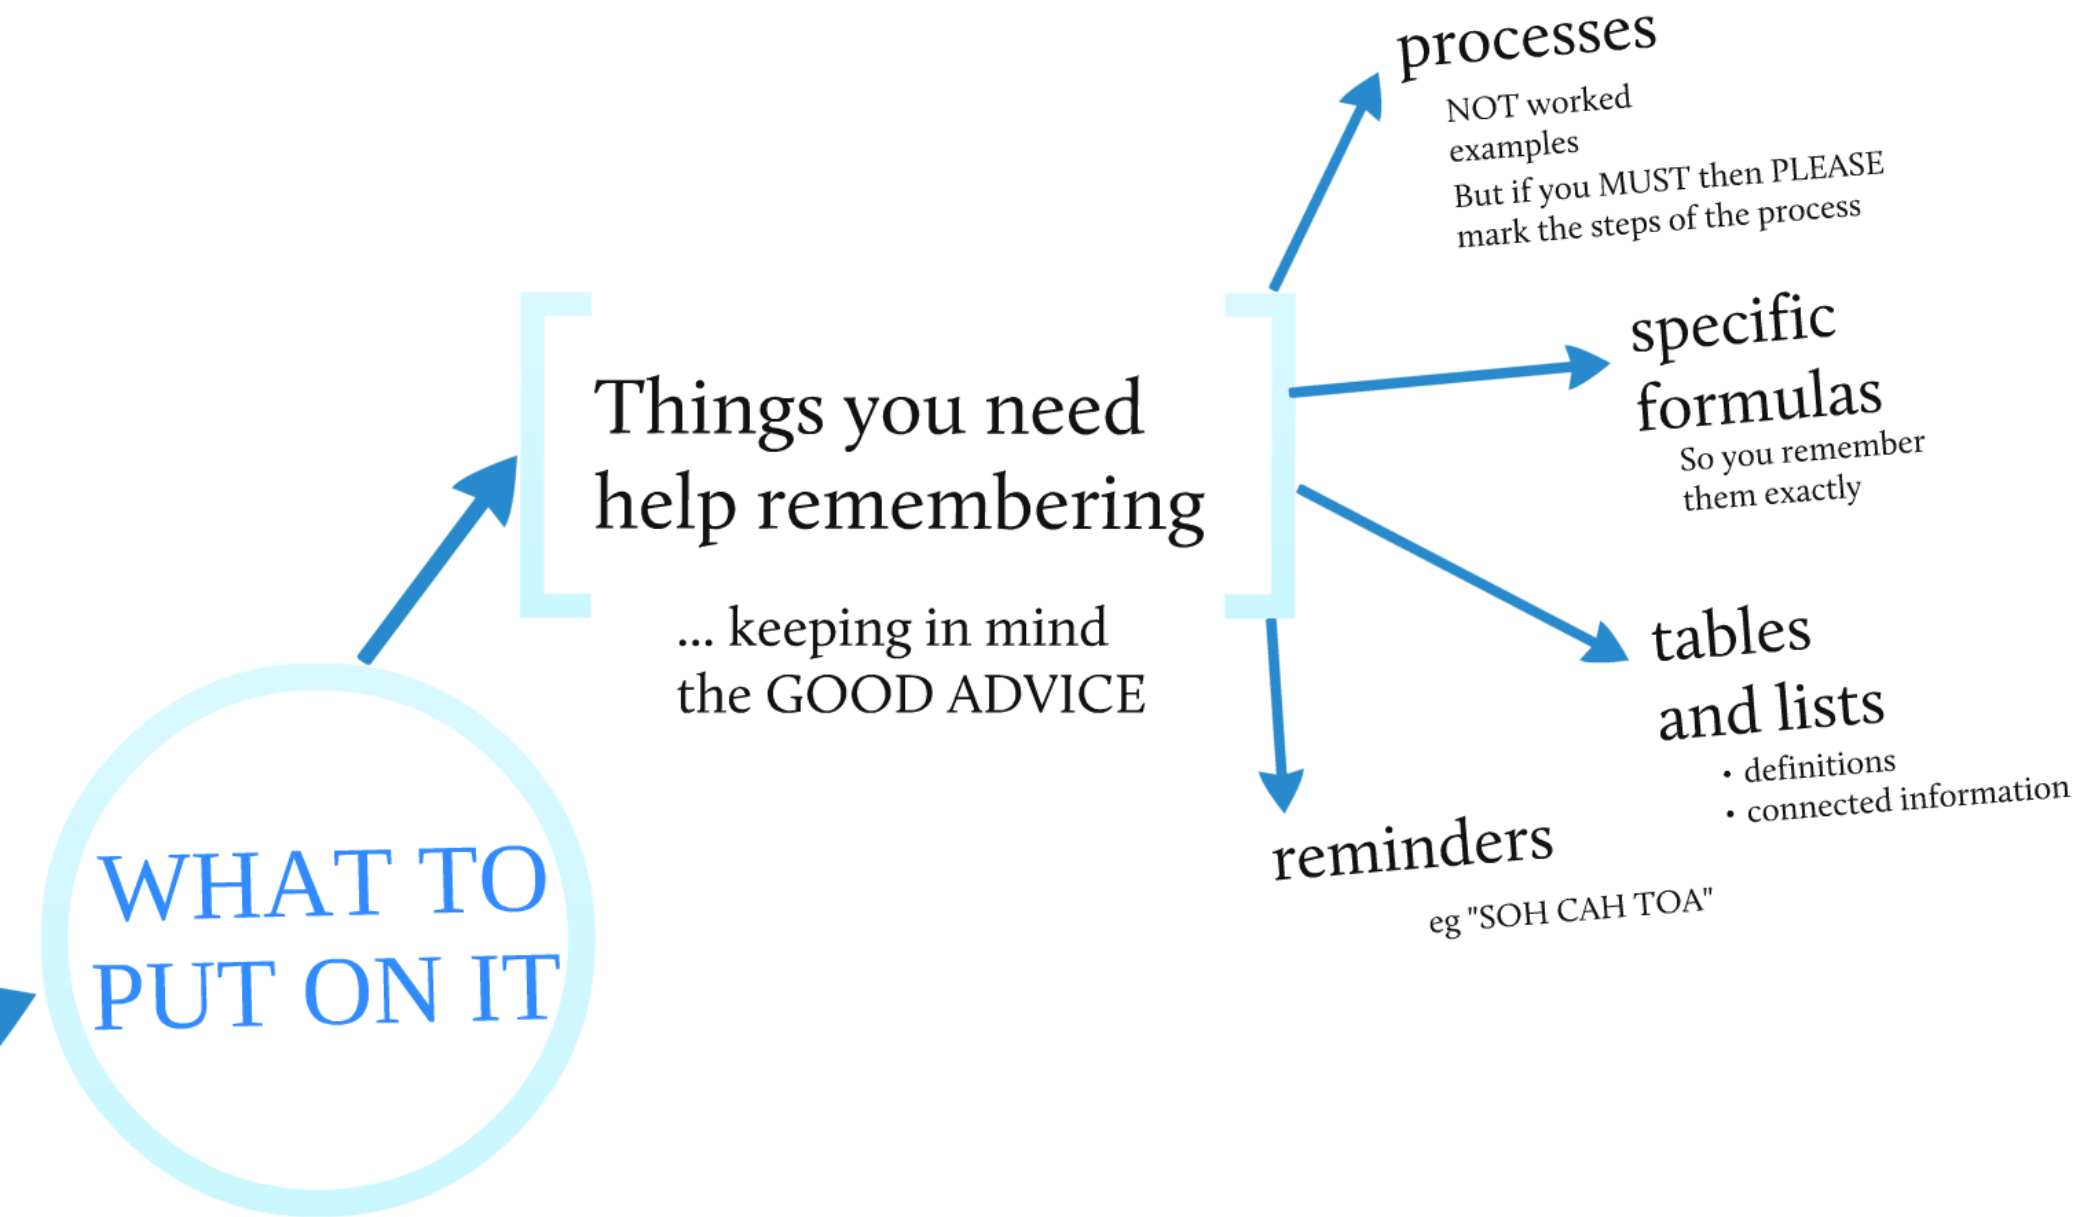 WHAT TO
PUT ON IT
Things you need
help remembering
... keeping in mind
the GOOD ADVICE
processes
NOT worked
examples
But if you MUST then PLEASE
mark the steps of the process
specific
formulas
So you remember
them exactly
tables
and lists
• definitions
• connected information
reminders
eg "SOH CAH TOA"